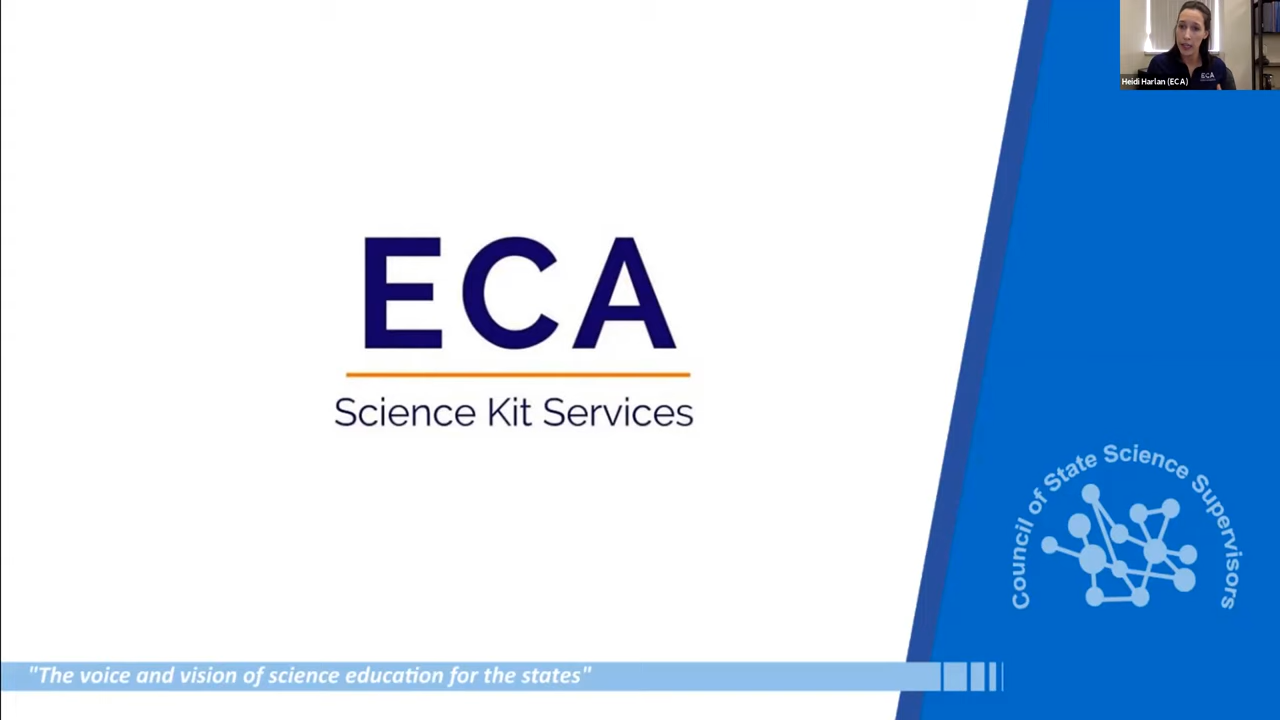 Heidi Harlan (ECA)
ECA
ECA
Science Kit Services
Council of State Science Supervisors
"The voice and vision of science education for the states"